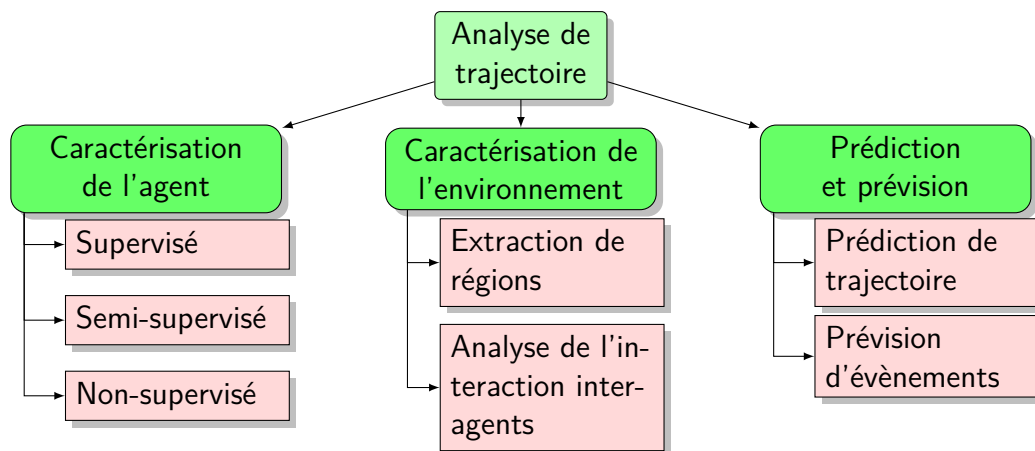 Analyse de
trajectoire
Caractérisation
de l'agent
Supervisé
Semi-supervisé
Non-supervisé
Caractérisation de
l'environnement
Extraction de
régions
Analyse de l'in-
teraction inter-
agents
Prédiction
et prévision
Prédiction de
trajectoire
Prévision
d'évènements